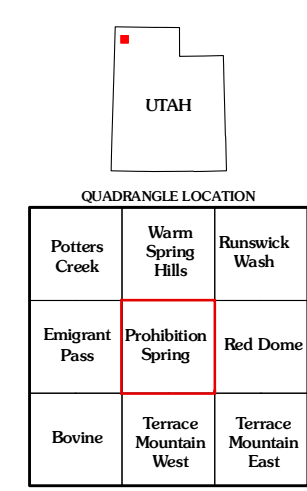 UTAH
QUADRANGLE LOCATION
Potters
Creek
Warm
Spring
Hills
Runswick
Wash
Emigrant
Pass
Prohibition
Spring
Red Dome
Bovine
Terrace
Mountain
West
Terrace
Mountain
East